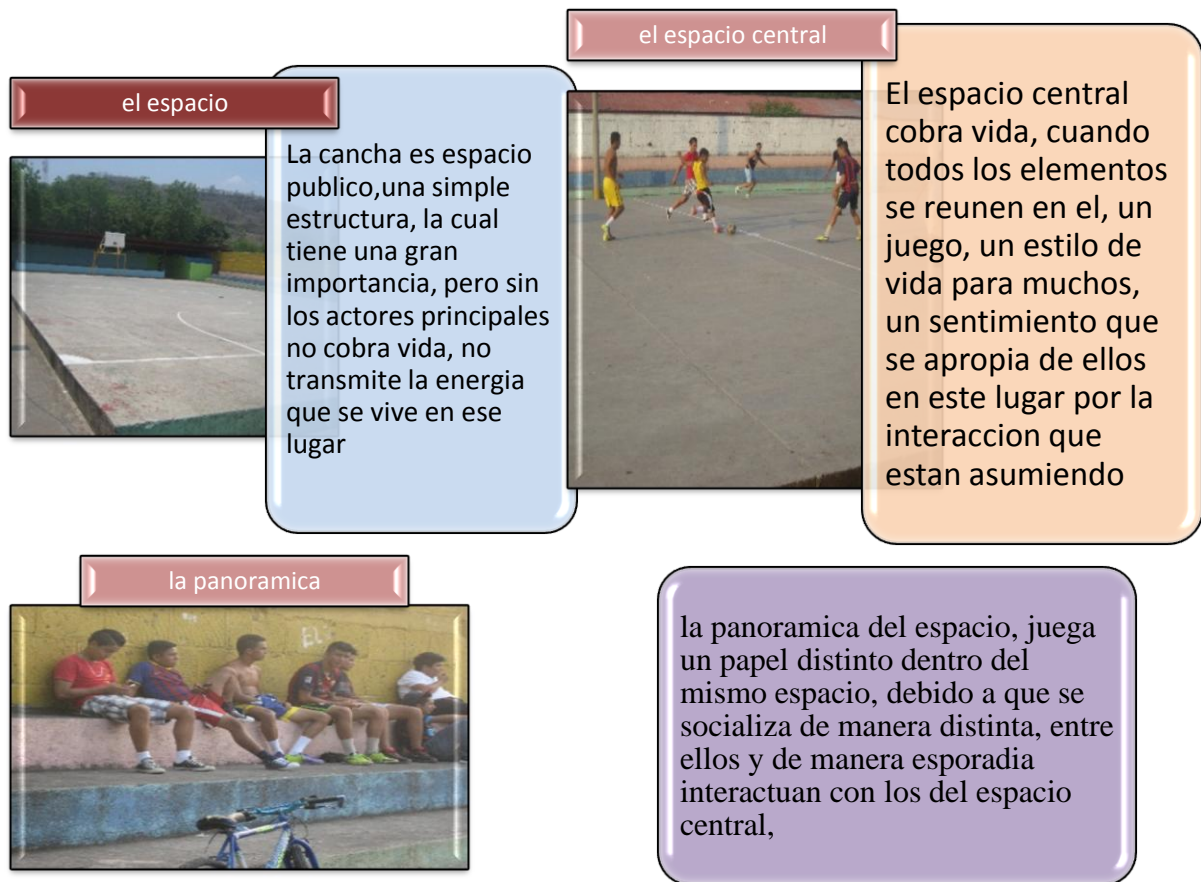 el espacio
La cancha es espacio
publico,una simple
estructura, la cual
tiene una gran
importancia, pero sin
los actores principales
no cobra vida, no
transmite la energia
que se vive en ese
lugar
el espacio central
El espacio central
cobra vida, cuando
todos los elementos
se reunen en el, un
juego, un estilo de
vida para muchos,
un sentimiento que
se apropia de ellos
en este lugar por la
interaccion que
estan asumiendo
la panoramica
EL
la panoramica del espacio, juega
un papel distinto dentro del
mismo espacio, debido a que se
socializa de manera distinta, entre
ellos y de manera esporadia
interactuan con los del espacio
central,